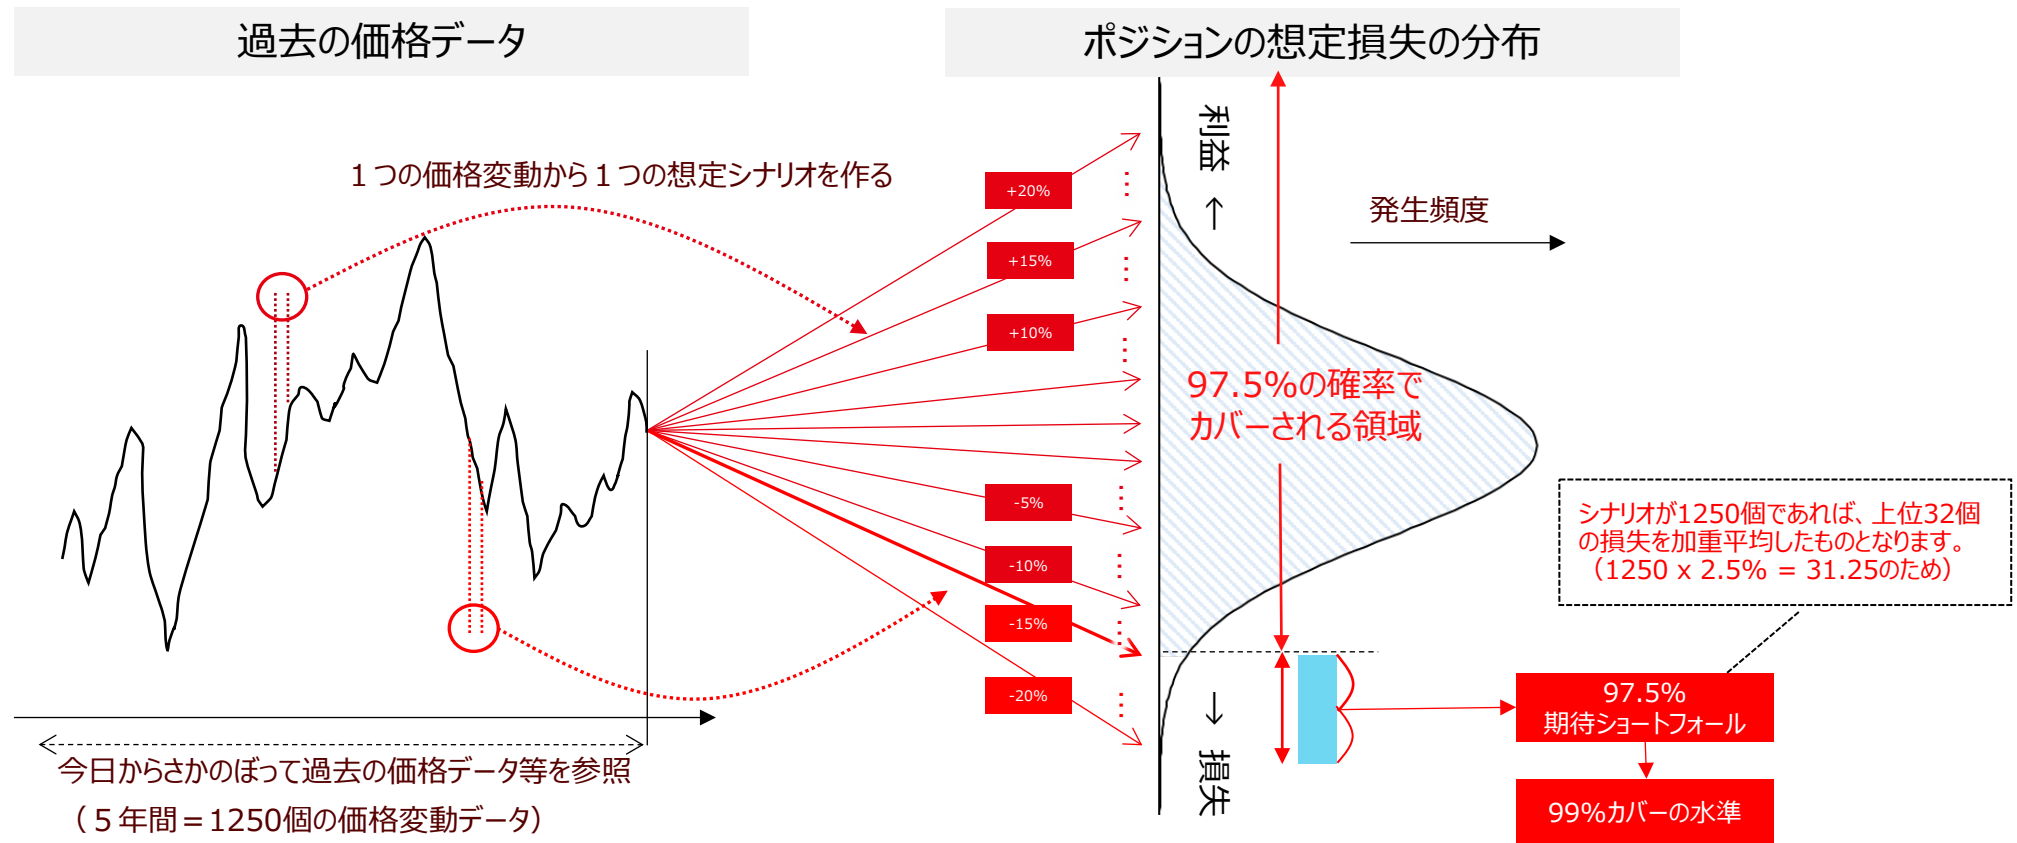 過去の価格データ
ポジションの想定損失の分布
１つの価格変動から１つの想定シナリオを作る
+20%
+15%
+10%
-5%
-10%
-15%
-20%
利益 ←
発生頻度
97.5%の確率で
カバーされる領域
→ 損失
シナリオが1250個であれば、上位32個
の損失を加重平均したものとなります。
（1250 x 2.5% = 31.25のため）
97.5%
期待ショートフォール
99%カバーの水準
今日からさかのぼって過去の価格データ等を参照
（５年間＝1250個の価格変動データ）